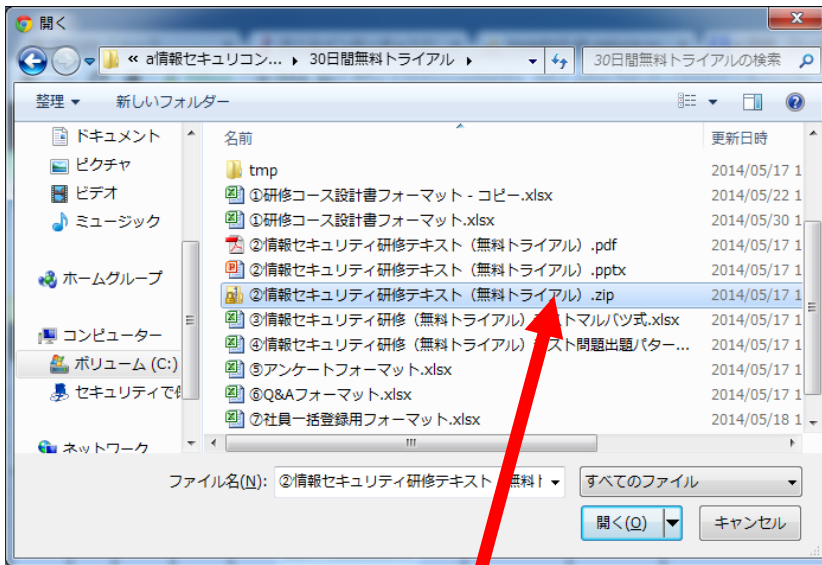 開く
« a情報セキュリコン... ▸ 30日間無料トライアル ▸
30日間無料トライアルの検索
整理 ▼ 新しいフォルダー
ドキュメント
ピクチャ
ビデオ
ミュージック
ホームグループ
コンピューター
ボリューム (C:)
セキュリティで
ネットワーク
名前 更新日時
tmp 2014/05/17 1
①研修コース設計書フォーマット - コピー.xlsx 2014/05/22 1
①研修コース設計書フォーマット.xlsx 2014/05/30 1
②情報セキュリティ研修テキスト（無料トライアル）.pdf 2014/05/17 1
②情報セキュリティ研修テキスト（無料トライアル）.pptx 2014/05/17 1
②情報セキュリティ研修テキスト（無料トライアル）.zip 2014/05/17 1
③情報セキュリティ研修（無料トライアル）テストマルバツ式.xlsx 2014/05/17 1
④情報セキュリティ研修（無料トライアル）テスト問題出題パター... 2014/05/17 1
⑤アンケートフォーマット.xlsx 2014/05/17 1
⑥Q&Aフォーマット.xlsx 2014/05/17 1
⑦社員一括登録用フォーマット.xlsx 2014/05/18 1
ファイル名(N): ②情報セキュリティ研修テキスト（無料ト すべてのファイル
開く(O) キャンセル